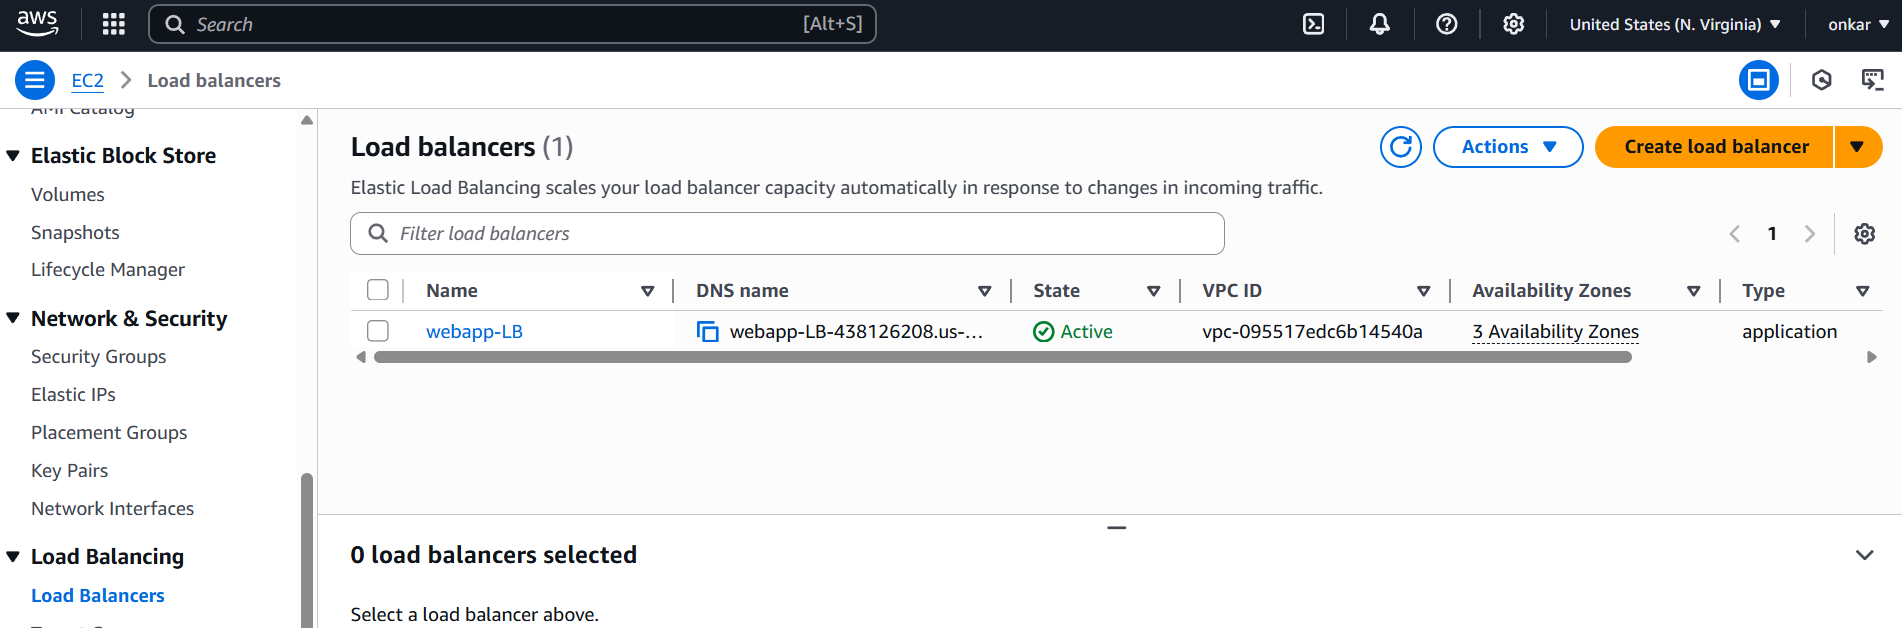 aws
Search [Alt+S] United States (N. Virginia) onkar
EC2 Load balancers
AMI Catalog
Elastic Block Store
Volumes
Snapshots
Lifecycle Manager
Network & Security
Security Groups
Elastic IPs
Placement Groups
Key Pairs
Network Interfaces
Load Balancing
Load Balancers
Load balancers (1)
Actions
Create load balancer
Elastic Load Balancing scales your load balancer capacity automatically in response to changes in incoming traffic.
Filter load balancers
1
Name DNS name State VPC ID Availability Zones Type
webapp-LB webapp-LB-438126208.us-... Active vpc-095517edc6b14540a 3 Availability Zones application
0 load balancers selected
Select a load balancer above.